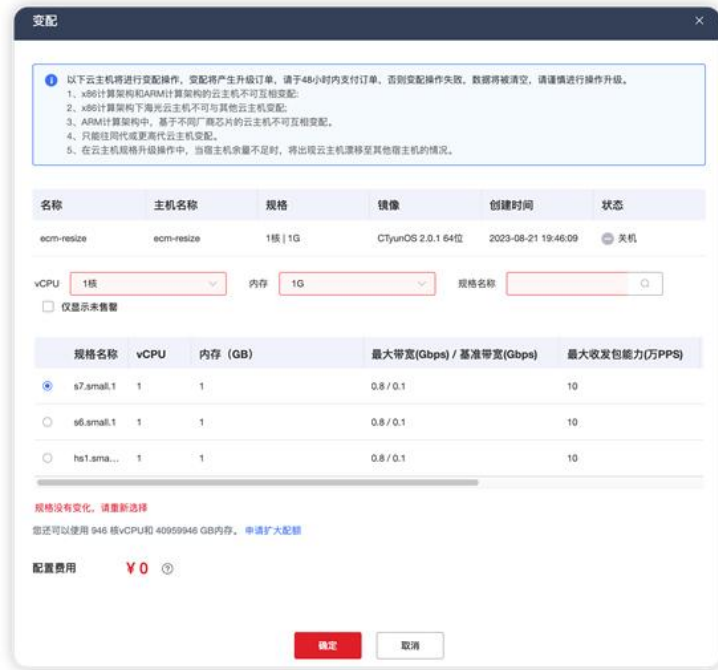 变配
以下云主机将进行变配操作，变配将产生升级订单，请于48小时内支付订单，否则变配操作失败，数据将被清空，请谨慎进行操作升级。
1、x86计算架构和ARM计算架构的云主机不可互相变配；
2、x86计算架构下海光云主机不可与其他云主机变配；
3、ARM计算架构中，基于不同厂商芯片的云主机不可互相变配。
4、只能往同代或更高代云主机变配。
5、在云主机规格升级操作中，当宿主机余量不足时，将出现云主机漂移至其他宿主机的情况。
名称 主机名称 规格 镜像 创建时间 状态
ecm-resize ecm-resize 1核 | 1G CTyunOS 2.0.1 64位 2023-08-21 19:46:09 关机
vCPU 1核 内存 1G 规格名称
仅显示未售罄
规格名称 vCPU 内存（GB） 最大带宽(Gbps) / 基准带宽(Gbps) 最大收发包能力(万PPS)
s7.small.1 1 1 0.8 / 0.1 10
s6.small.1 1 1 0.8 / 0.1 10
hs1.sma... 1 1 0.8 / 0.1 10
规格没有变化，请重新选择
您还可以使用 946 核vCPU和 40959946 GB内存。 申请扩大配额
配置费用 ¥ 0
确定 取消